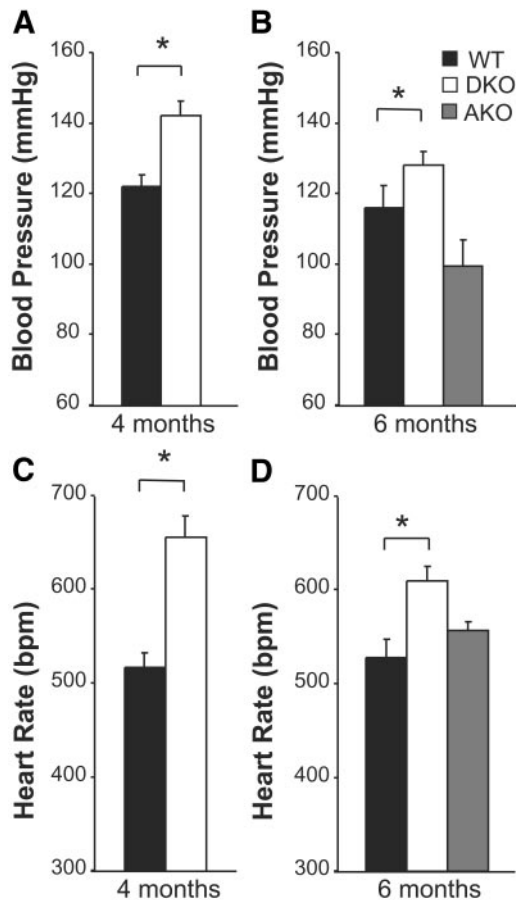 A
B
Blood Pressure (mmHg)
160
140
120
100
80
60
*
4 months
Blood Pressure (mmHg)
160
140
120
100
80
60
*
WT
DKO
AKO
6 months
C
D
Heart Rate (bpm)
700
600
500
400
300
*
4 months
Heart Rate (bpm)
700
600
500
400
300
*
6 months